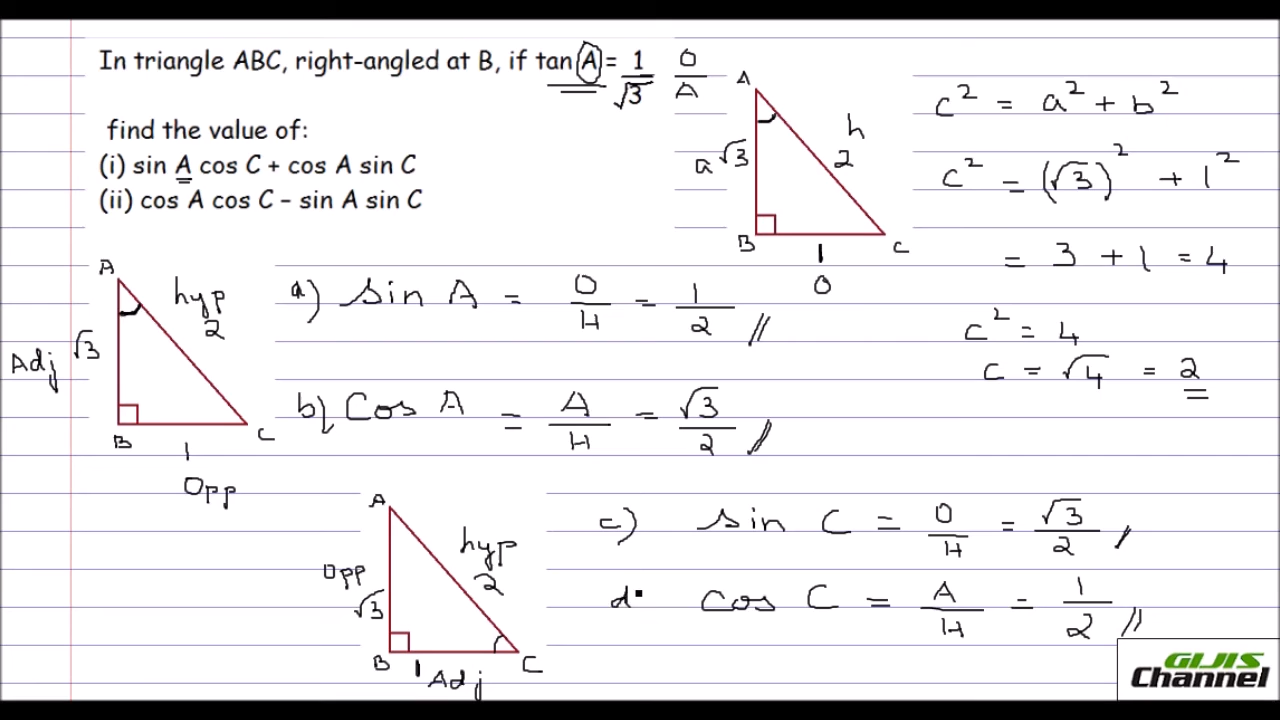 In triangle ABC, right-angled at B, if tan A = 1/√3 O/A
find the value of:
(i) sin A cos C + cos A sin C
(ii) cos A cos C – sin A sin C
A
h
a √3 2
B C
1
O
c² = a² + b²
c² = (√3)² + 1²
= 3 + 1 = 4
c² = 4
c = √4 = 2
A
hyp
2
Adj √3
B C
1
Opp
a) Sin A = O/H = 1/2 //
b) Cos A = A/H = √3/2 //
A
hyp
Opp 2
√3
B C
1 Adj
c) sin C = O/H = √3/2 //
d. Cos C = A/H = 1/2 //
GIJIS
Channel